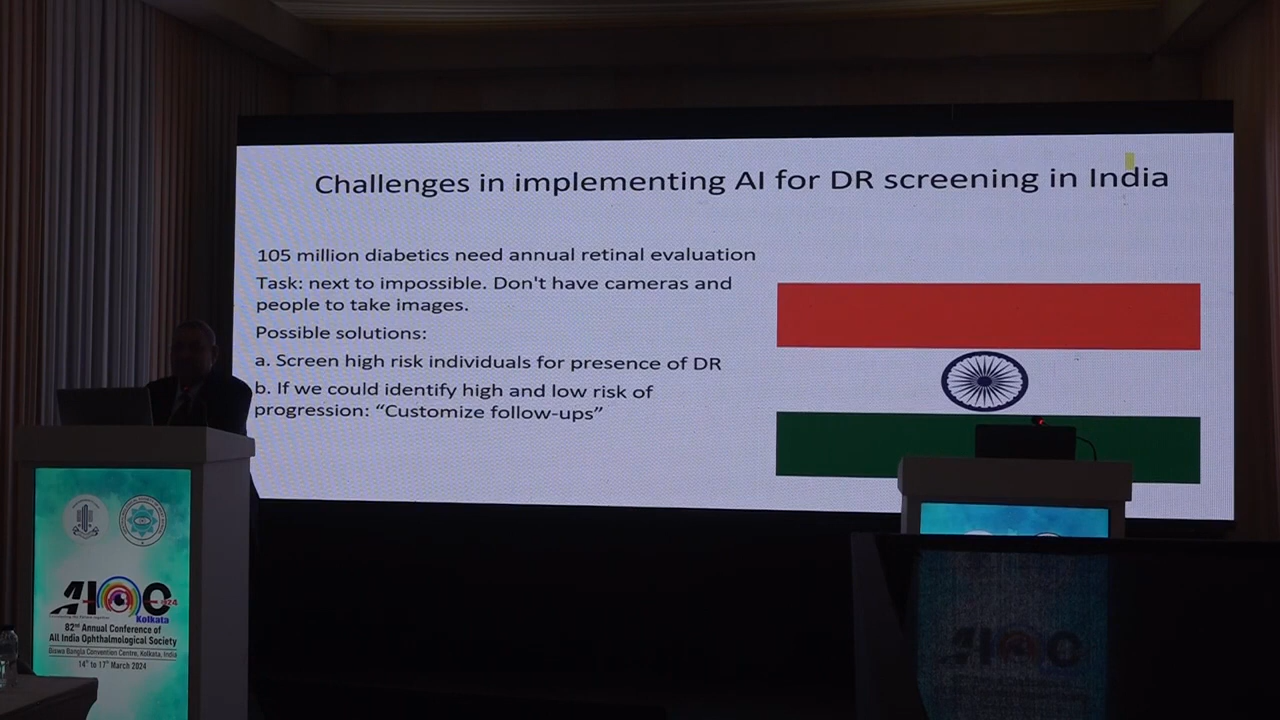 Challenges in implementing AI for DR screening in India
105 million diabetics need annual retinal evaluation
Task: next to impossible. Don't have cameras and
people to take images.
Possible solutions:
a. Screen high risk individuals for presence of DR
b. If we could identify high and low risk of
progression: “Customize follow-ups”
AIOC 2024
Kolkata
82nd Annual Conference of
All India Ophthalmological Society
Biswa Bangla Convention Centre, Kolkata, India
14th to 17th March 2024
AIOC